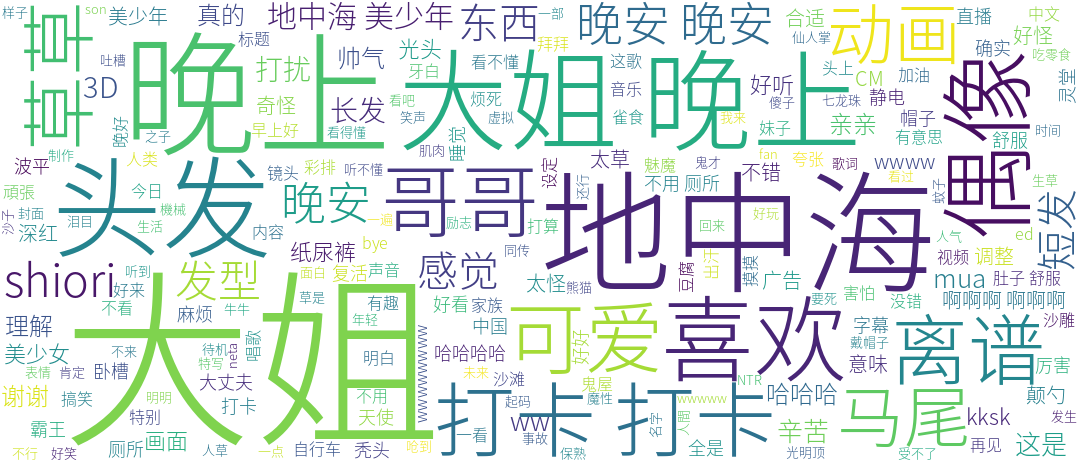 样子 son 美少年 真的 地中海 美少年 东西 一部 晚安 晚安 合适 直播 中文
吐槽 标题 帅气 光头 拜拜 仙人掌 动画 确实 好怪 吃零食
草草 晚上 大姐 晚上
3D 打扰 牙白 看不懂 这歌 头上 CM 加油 偶像 灵堂
奇怪 长发 烦死 音乐 好听 傻子 七龙珠 静电
晚好 早上好 看吧 笑声 虚拟 雀食 我来 帽子 时间
之子 看得懂 妹子 亲亲 有意思 舒服
制作 人类 彩排 听不懂 肌肉 睡觉 鬼才 fan 夸张 歌词 wwww
波平 镜头 设定 太草 魅魔 看过 蚊子 生草
頑張 今日 头发 晚安 哥哥 还行 不用 厕所 不错 地中海 短发
沙子 封面 泪目 機械 励志 打算 回来 好玩 人气 ed
深红 生活 内容 一遍 同传 摸摸 豆腐 牙齿 视频 调整
纸尿裤 bye 感觉 太怪 广告 mua 肚子 舒服
shiori 听到 发型 面白 复活 声音 熊猫 害怕 没错 啊啊啊 啊啊啊
好来 草是 有趣 好看 家族 要死 沙雕
理解 不看 牛牛 麻烦 年轻 中国 可爱 喜欢 字幕 戴帽子
美少女 不来 待机 neta 唱歌 明白 哈哈哈哈 好好 意味 离谱 厉害
表情 肯定 卧槽 特写 大姐 wwwwwwwww 未来 鬼屋 NTR
谢谢 搞笑 明明 大丈夫 不用 沙滩 魔性 wwwww 哈哈哈 颠勺
特别 打卡 天使 打卡 打卡 起码 ww 名字 人間 马尾 kksk
霸王 厕所 画面 人草 一点 秃头 一看 事故 辛苦 再见 发生
不行 好笑 自行车 呛到 保熟 全是 光明顶 受不了 这是